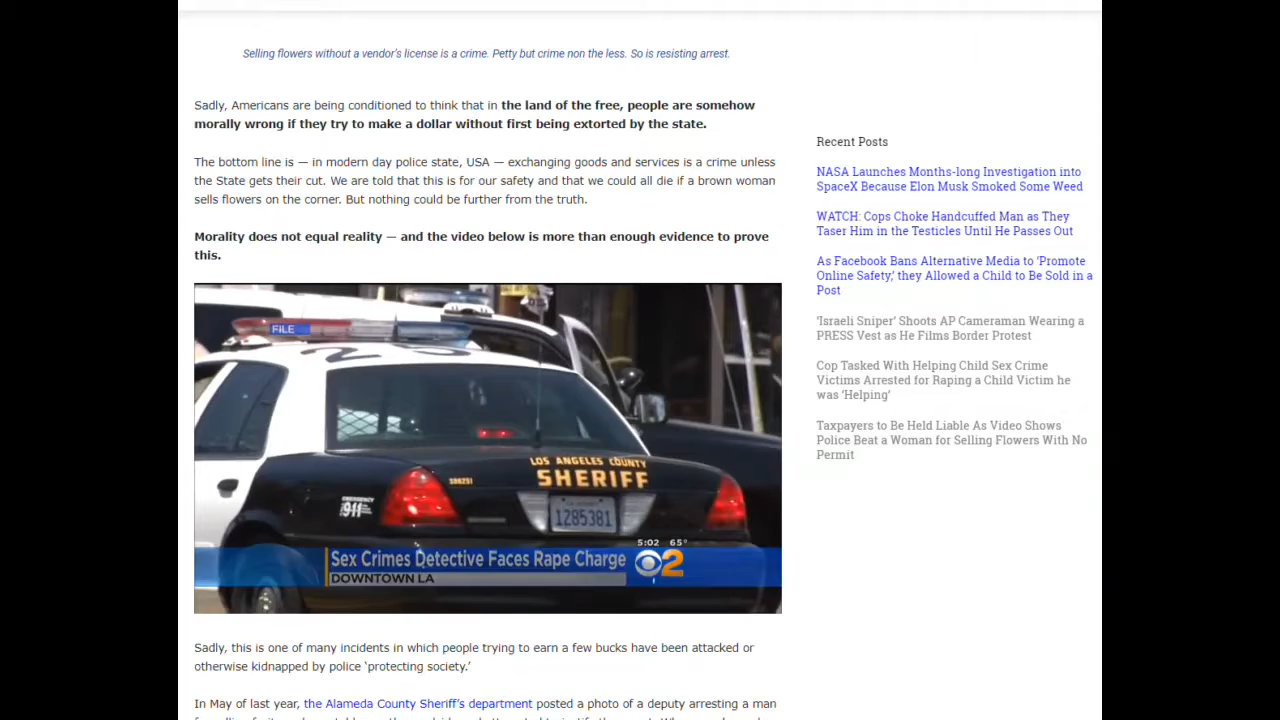 Selling flowers without a vendor's license is a crime. Petty but crime non the less. So is resisting arrest.
Sadly, Americans are being conditioned to think that in the land of the free, people are somehow
morally wrong if they try to make a dollar without first being extorted by the state.
The bottom line is — in modern day police state, USA — exchanging goods and services is a crime unless
the State gets their cut. We are told that this is for our safety and that we could all die if a brown woman
sells flowers on the corner. But nothing could be further from the truth.
Morality does not equal reality — and the video below is more than enough evidence to prove
this.
FILE
LOS ANGELES COUNTY
SHERIFF
EMERGENCY
911
1285381
5:02 65°
Sex Crimes Detective Faces Rape Charge
2
DOWNTOWN LA
Sadly, this is one of many incidents in which people trying to earn a few bucks have been attacked or
otherwise kidnapped by police 'protecting society.'
In May of last year, the Alameda County Sheriff's department posted a photo of a deputy arresting a man
Recent Posts
NASA Launches Months-long Investigation into
SpaceX Because Elon Musk Smoked Some Weed
WATCH: Cops Choke Handcuffed Man as They
Taser Him in the Testicles Until He Passes Out
As Facebook Bans Alternative Media to 'Promote
Online Safety,' they Allowed a Child to Be Sold in a
Post
'Israeli Sniper' Shoots AP Cameraman Wearing a
PRESS Vest as He Films Border Protest
Cop Tasked With Helping Child Sex Crime
Victims Arrested for Raping a Child Victim he
was 'Helping'
Taxpayers to Be Held Liable As Video Shows
Police Beat a Woman for Selling Flowers With No
Permit